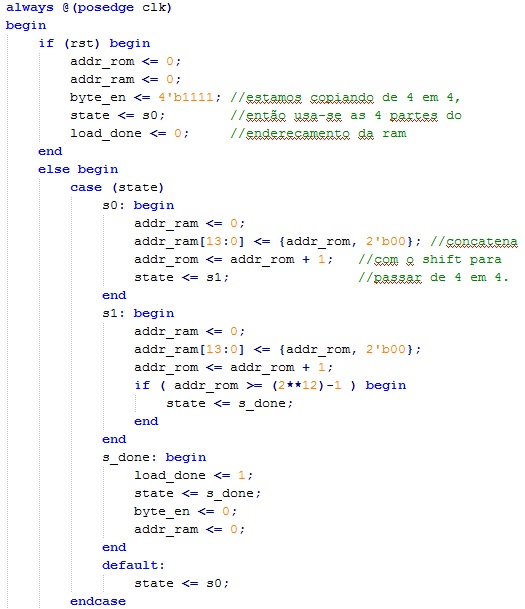 always @(posedge clk)
begin
    if (rst) begin
        addr_rom <= 0;
        addr_ram <= 0;
        byte_en <= 4'b1111; //estamos copiando de 4 em 4,
        state <= s0;        //então usa-se as 4 partes do
        load_done <= 0;     //enderecamento da ram
    end
    else begin
        case (state)
            s0: begin
                addr_ram <= 0;
                addr_ram[13:0] <= {addr_rom, 2'b00}; //concatena
                addr_rom <= addr_rom + 1;   //com o shift para
                state <= s1;                //passar de 4 em 4.
            end
            s1: begin
                addr_ram <= 0;
                addr_ram[13:0] <= {addr_rom, 2'b00};
                addr_rom <= addr_rom + 1;
                if ( addr_rom >= (2**12)-1 ) begin
                    state <= s_done;
                end
            end
            s_done: begin
                load_done <= 1;
                state <= s_done;
                byte_en <= 0;
                addr_ram <= 0;
            end
            default:
                state <= s0;
        endcase